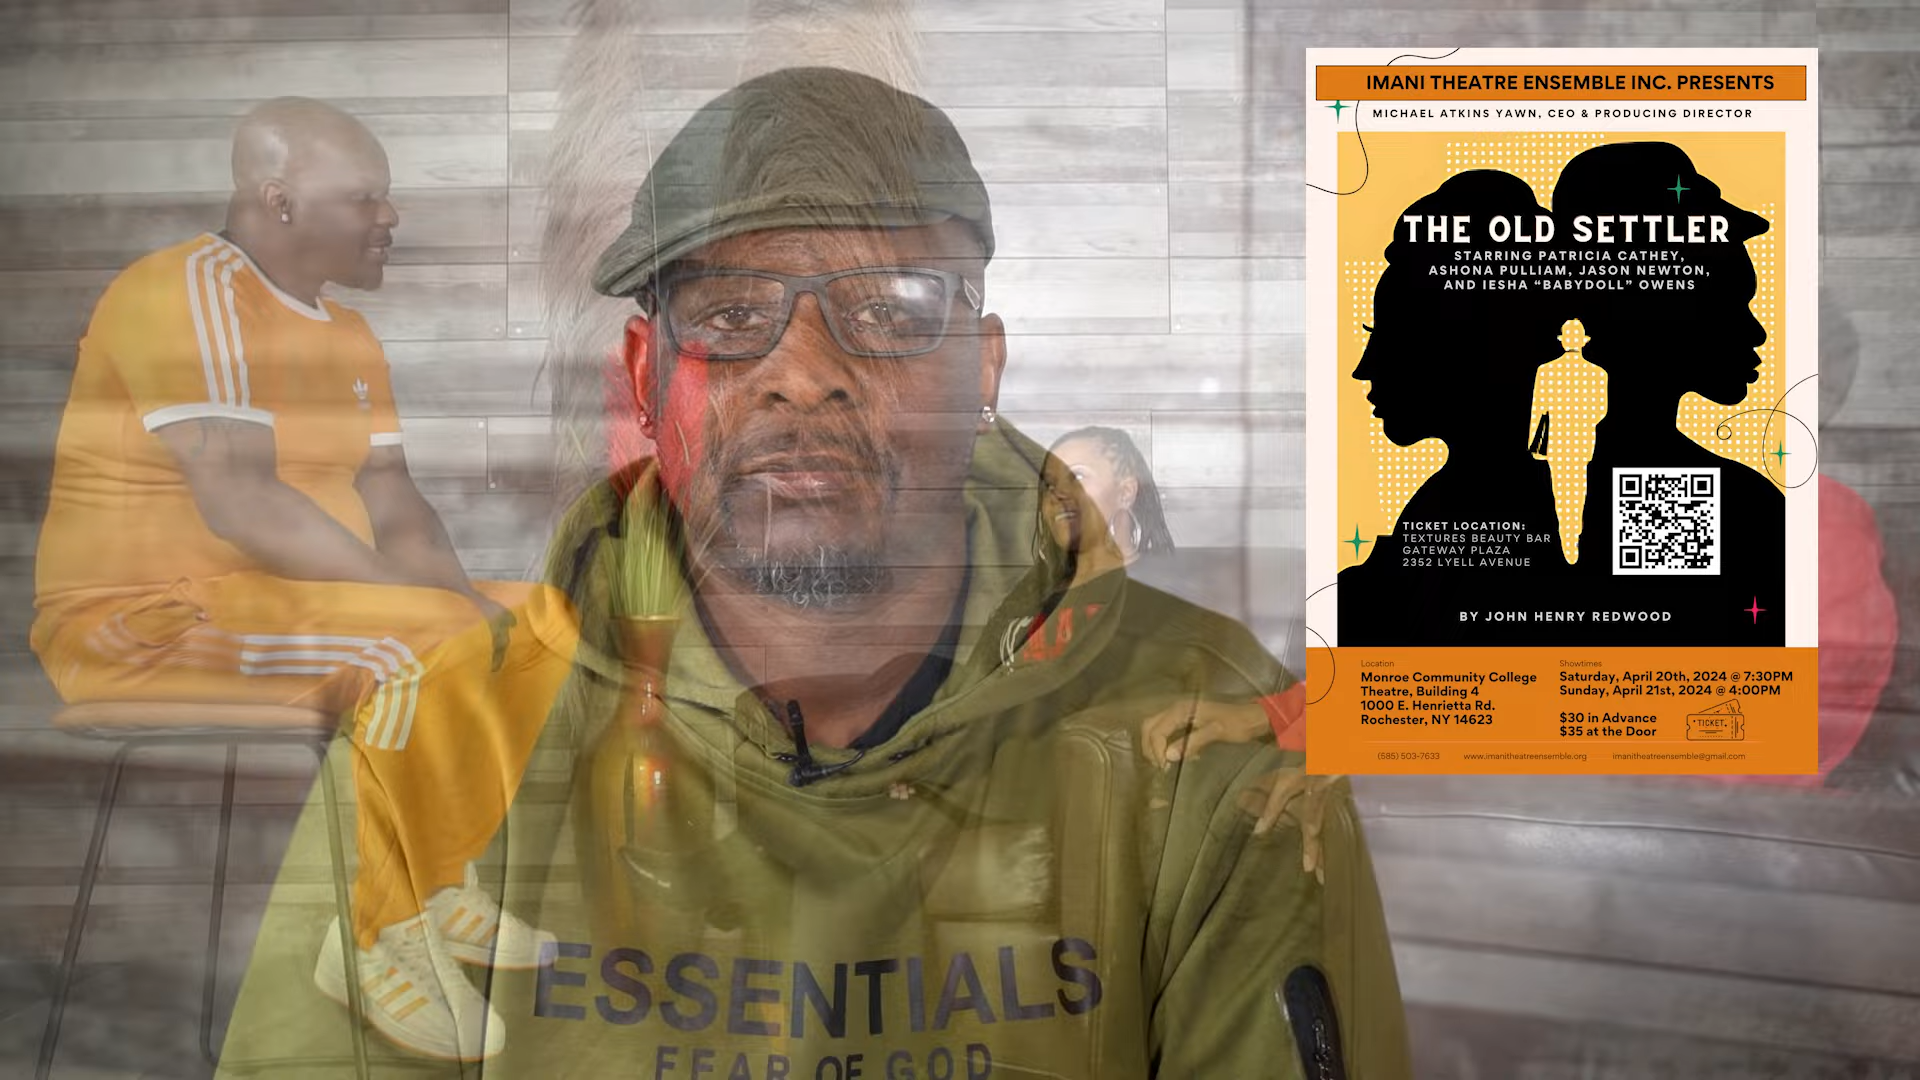 IMANI THEATRE ENSEMBLE INC. PRESENTS
MICHAEL ATKINS YAWN, CEO & PRODUCING DIRECTOR
THE OLD SETTLER
STARRING PATRICIA CATHEY,
ASHONA PULLIAM, JASON NEWTON,
AND IESHA “BABYDOLL” OWENS
TICKET LOCATION:
TEXTURES BEAUTY BAR
GATEWAY PLAZA
2352 LYELL AVENUE
BY JOHN HENRY REDWOOD
Location
Monroe Community College
Theatre, Building 4
1000 E. Henrietta Rd.
Rochester, NY 14623
Showtimes
Saturday, April 20th, 2024 @ 7:30PM
Sunday, April 21st, 2024 @ 4:00PM
$30 in Advance
$35 at the Door
TICKET
(585) 503-7633 www.imanitheatreensemble.org imanitheatreensemble@gmail.com
ESSENTIALS
FEAR OF GOD